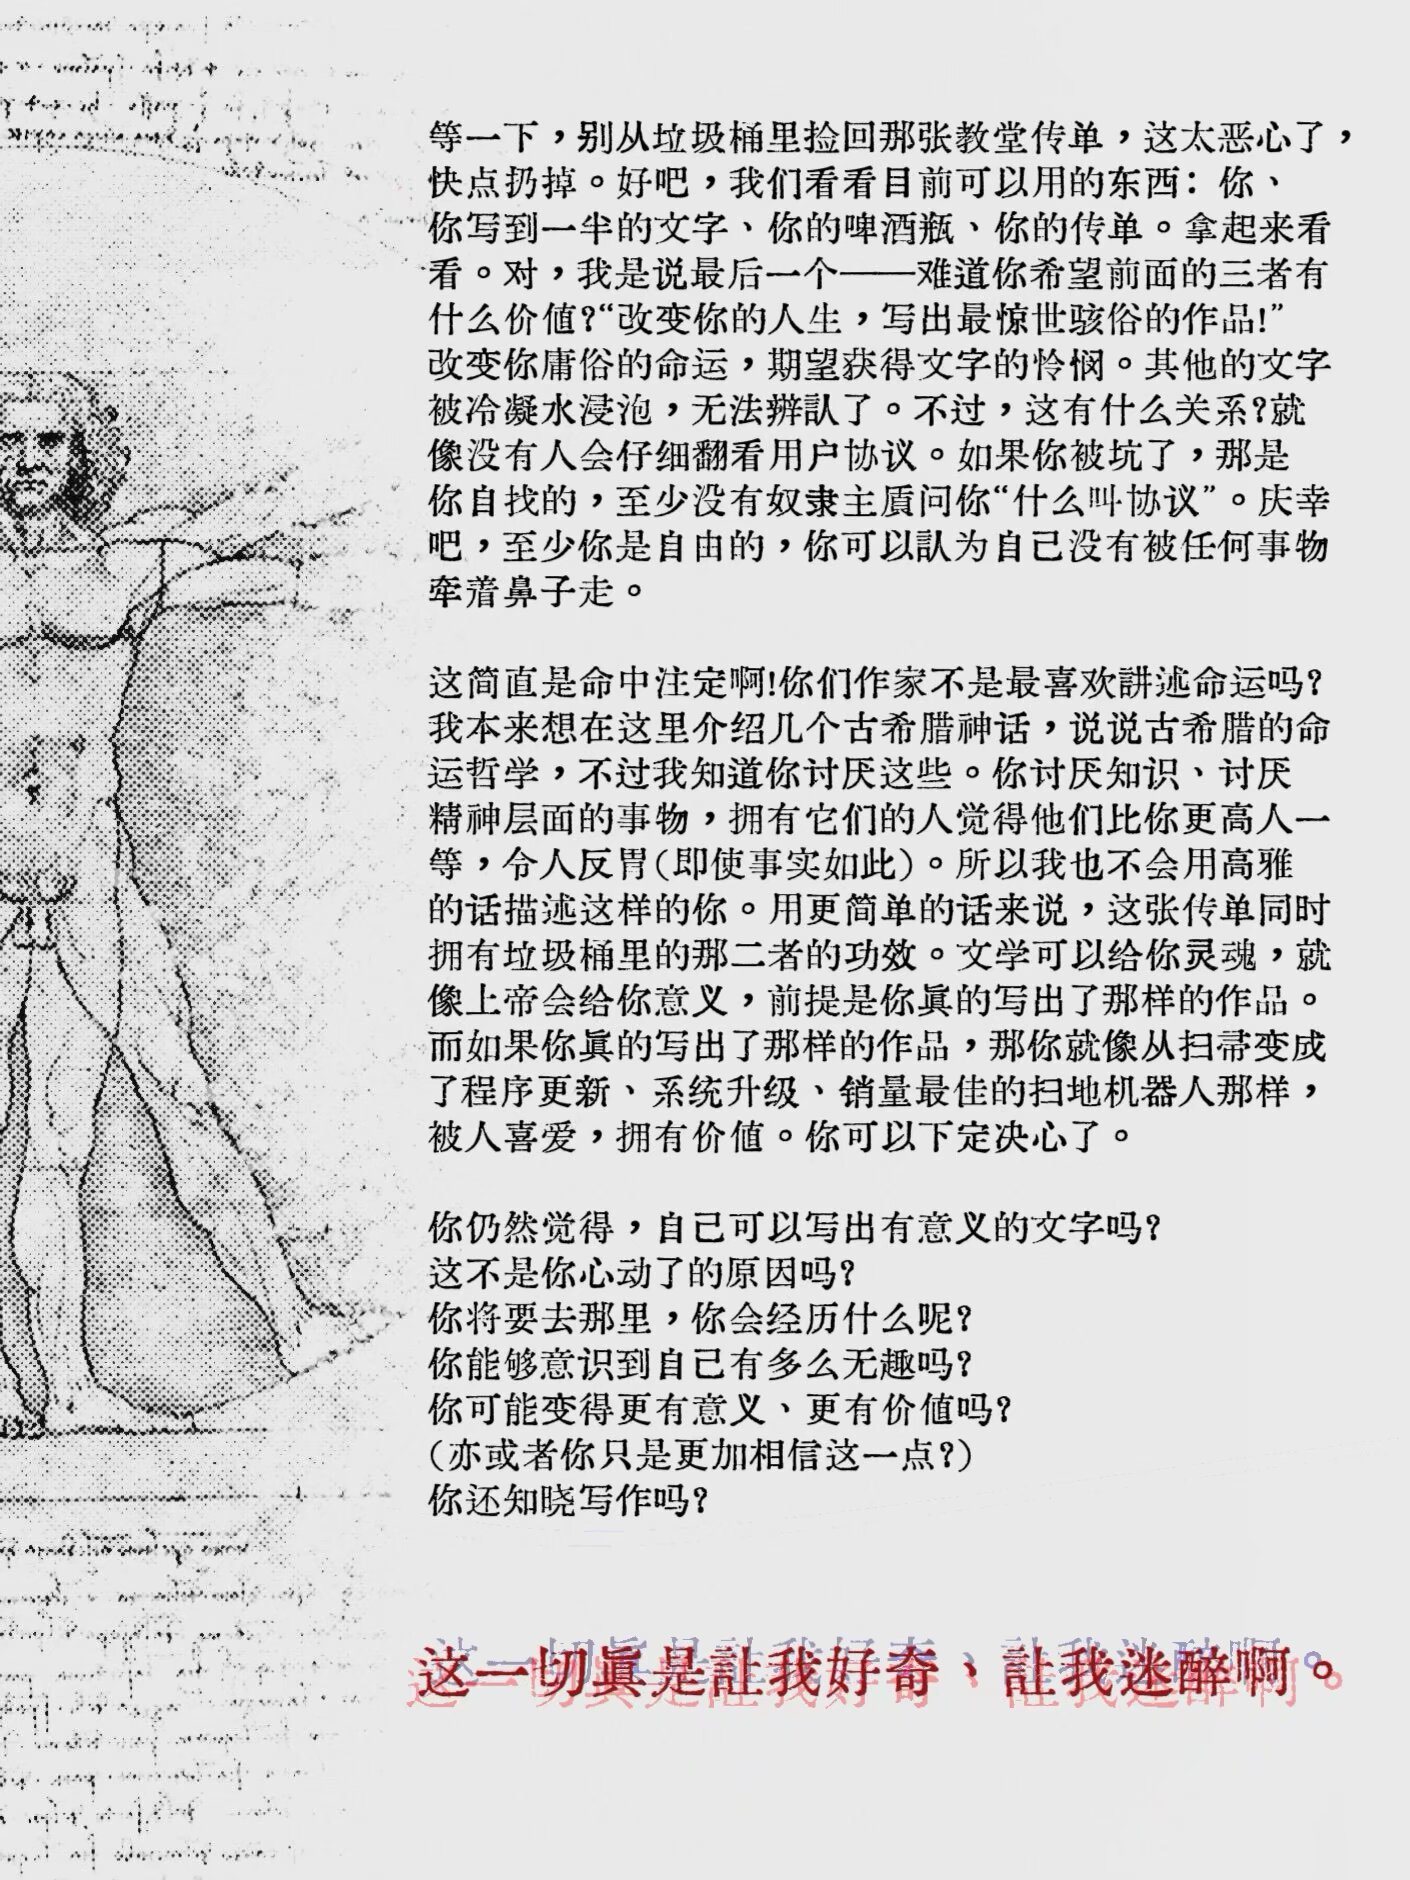 等一下，别从垃圾桶里捡回那张教堂传单，这太恶心了，
快点扔掉。好吧，我们看看目前可以用的东西：你、
你写到一半的文字、你的啤酒瓶、你的传单。拿起来看
看。对，我是说最后一个——难道你希望前面的三者有
什么价值?“改变你的人生，写出最惊世骇俗的作品!”
改变你庸俗的命运，期望获得文字的怜悯。其他的文字
被冷凝水浸泡，无法辨認了。不过，这有什么关系?就
像没有人会仔细翻看用户协议。如果你被坑了，那是
你自找的，至少没有奴隶主质问你“什么叫协议”。庆幸
吧，至少你是自由的，你可以認为自己没有被任何事物
牵着鼻子走。
这简直是命中注定啊!你们作家不是最喜欢讲述命运吗?
我本来想在这里介绍几个古希腊神话，说说古希腊的命
运哲学，不过我知道你讨厌这些。你讨厌知识、讨厌
精神层面的事物，拥有它们的人觉得他们比你更高人一
等，令人反胃(即使事实如此)。所以我也不会用高雅
的话描述这样的你。用更简单的话来说，这张传单同时
拥有垃圾桶里的那二者的功效。文学可以给你灵魂，就
像上帝会给你意义，前提是你真的写出了那样的作品。
而如果你真的写出了那样的作品，那你就像从扫帚变成
了程序更新、系统升级、销量最佳的扫地机器人那样，
被人喜爱，拥有价值。你可以下定决心了。
你仍然觉得，自己可以写出有意义的文字吗?
这不是你心动了的原因吗?
你将要去那里，你会经历什么呢?
你能够意识到自己有多么无趣吗?
你可能变得更有意义、更有价值吗?
(亦或者你只是更加相信这一点?)
你还知晓写作吗?
这一切眞是讓我好奇、讓我迷醉啊。